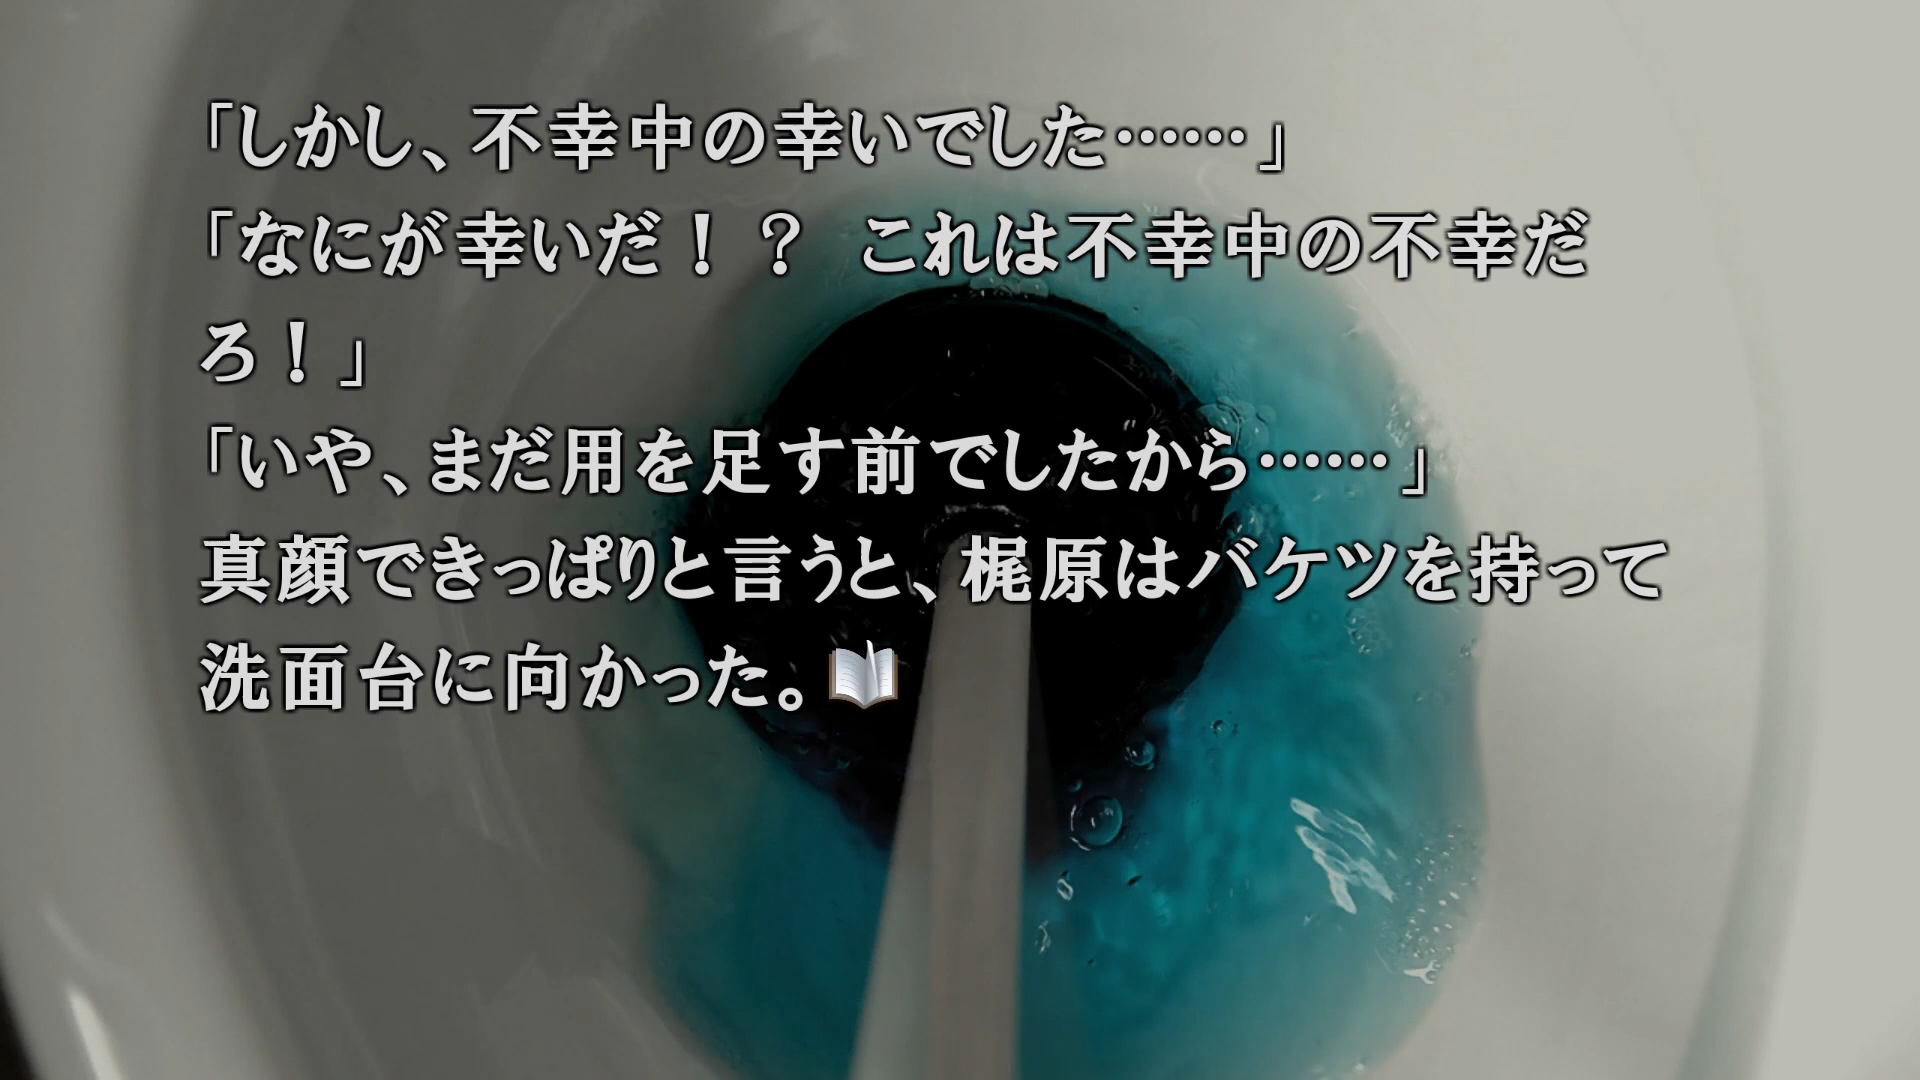 「しかし、不幸中の幸いでした……」
「なにが幸いだ！？　これは不幸中の不幸だ
ろ！」
「いや、まだ用を足す前でしたから……」
真顔できっぱりと言うと、梶原はバケツを持って
洗面台に向かった。